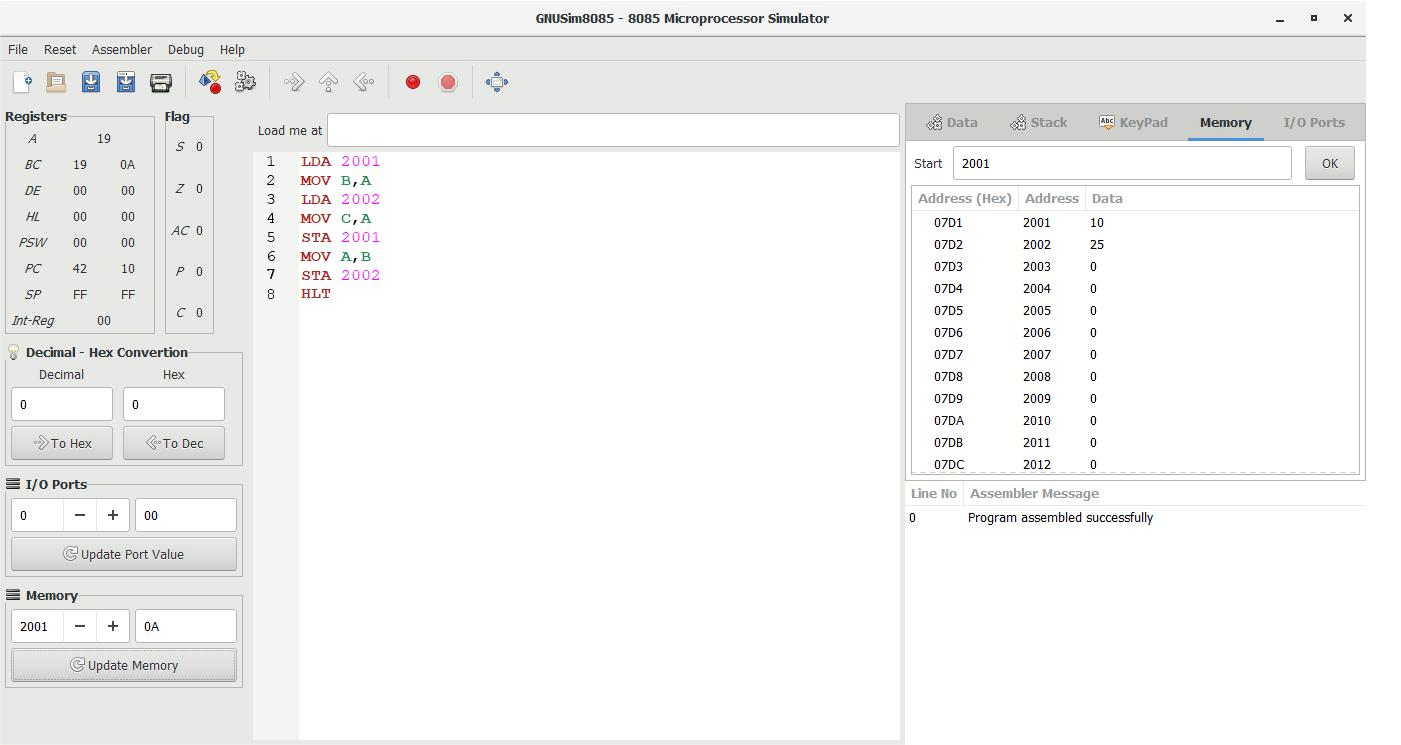 GNUSim8085 - 8085 Microprocessor Simulator
File Reset Assembler Debug Help
Registers
A 19
BC 19 0A
DE 00 00
HL 00 00
PSW 00 00
PC 42 10
SP FF FF
Int-Reg 00
Flag
S 0
Z 0
AC 0
P 0
C 0
Decimal - Hex Convertion
Decimal Hex
0 0
To Hex To Dec
I/O Ports
0 − + 00
Update Port Value
Memory
2001 − + 0A
Update Memory
Load me at
1 LDA 2001
2 MOV B,A
3 LDA 2002
4 MOV C,A
5 STA 2001
6 MOV A,B
7 STA 2002
8 HLT
Data Stack Abc KeyPad Memory I/O Ports
Start 2001 OK
Address (Hex) Address Data
07D1 2001 10
07D2 2002 25
07D3 2003 0
07D4 2004 0
07D5 2005 0
07D6 2006 0
07D7 2007 0
07D8 2008 0
07D9 2009 0
07DA 2010 0
07DB 2011 0
07DC 2012 0
Line No Assembler Message
0 Program assembled successfully